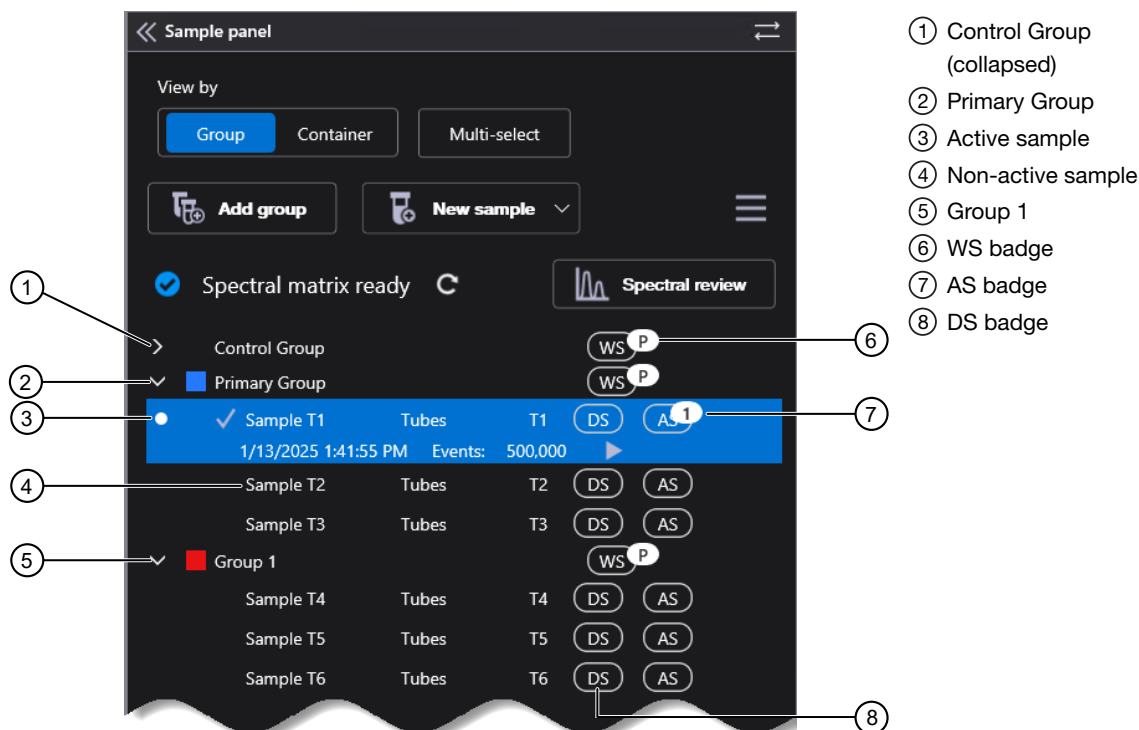 Sample panel
View by
Group Container Multi-select
Add group New sample
Spectral matrix ready Spectral review
Control Group WS P
Primary Group WS P
Sample T1 Tubes T1 DS AS 1
1/13/2025 1:41:55 PM Events: 500,000
Sample T2 Tubes T2 DS AS
Sample T3 Tubes T3 DS AS
Group 1 WS P
Sample T4 Tubes T4 DS AS
Sample T5 Tubes T5 DS AS
Sample T6 Tubes T6 DS AS
1
2
3
4
5
6
7
8
1 Control Group
(collapsed)
2 Primary Group
3 Active sample
4 Non-active sample
5 Group 1
6 WS badge
7 AS badge
8 DS badge